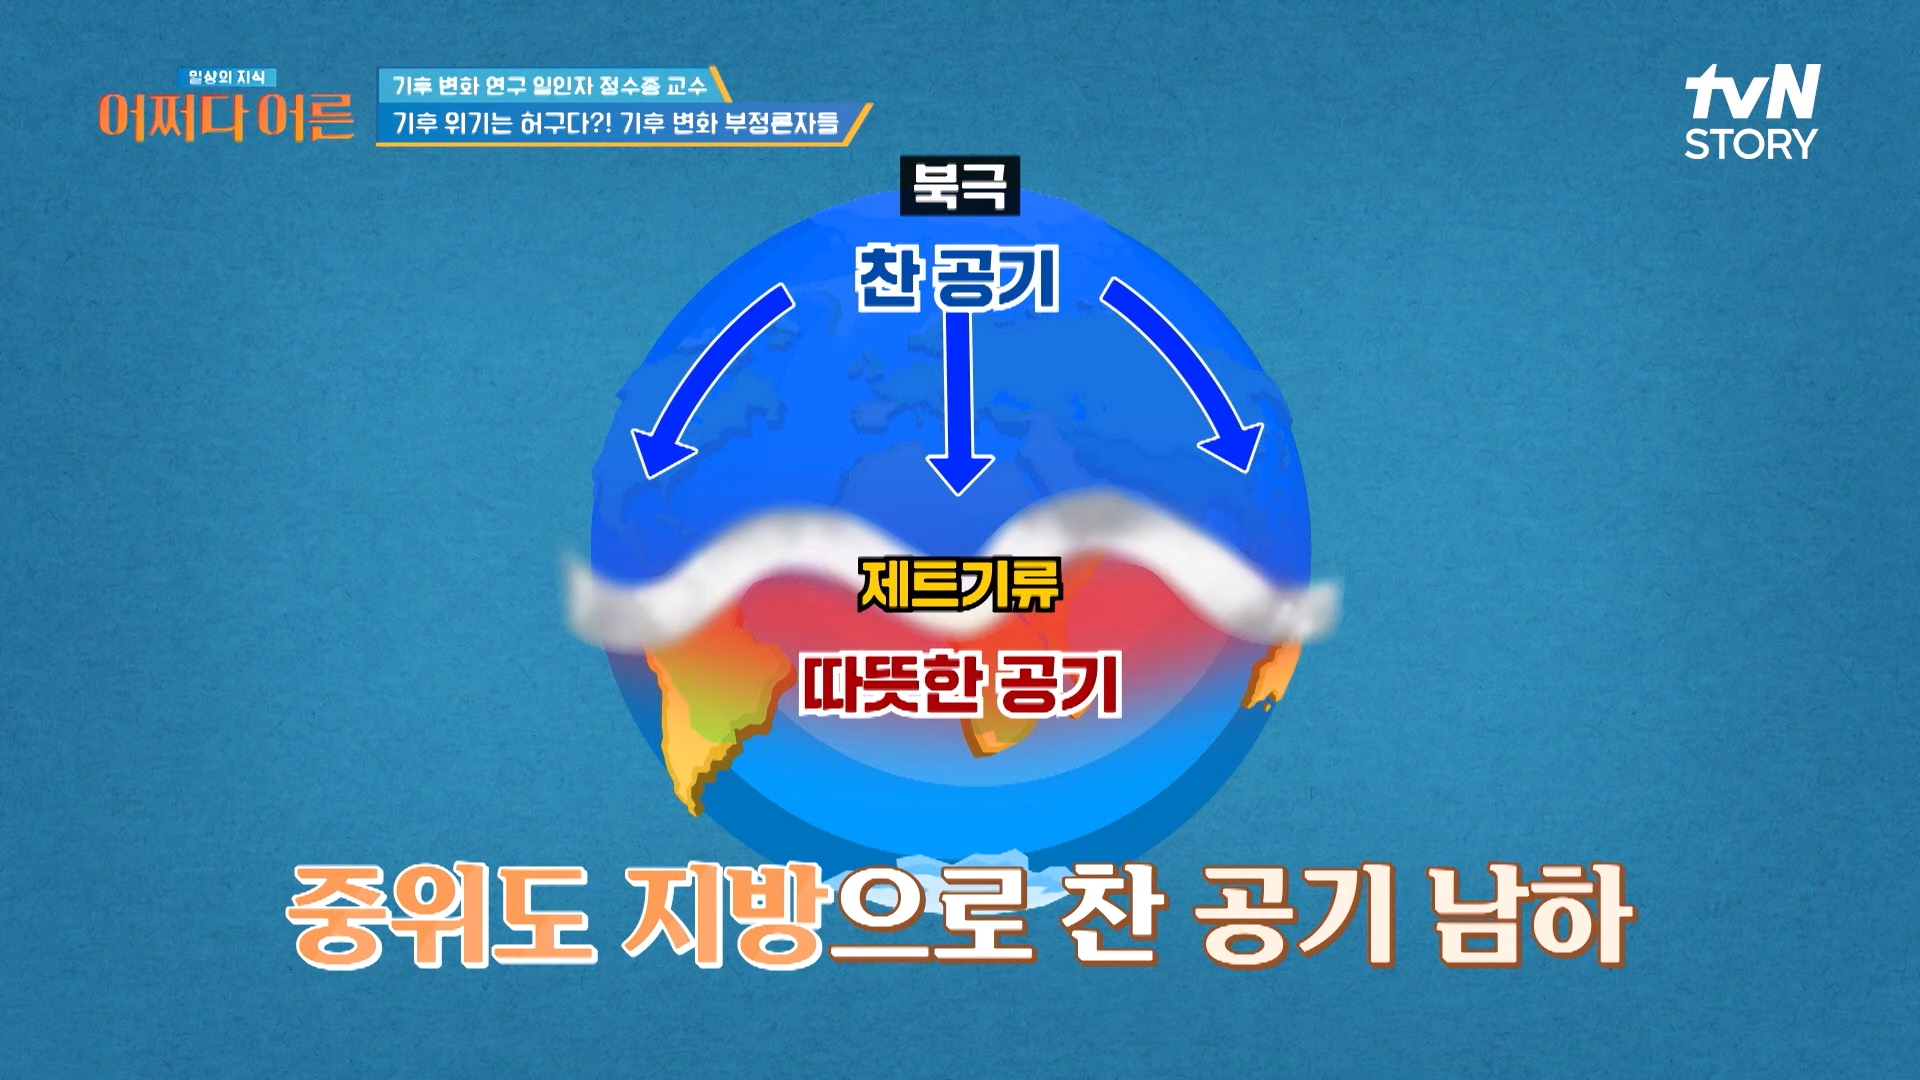 일상의 지식
어쩌다 어른
기후 변화 연구 일인자 정수종 교수
기후 위기는 허구다?! 기후 변화 부정론자들
tvN
STORY
북극
찬 공기
제트기류
따뜻한 공기
중위도 지방으로 찬 공기 남하